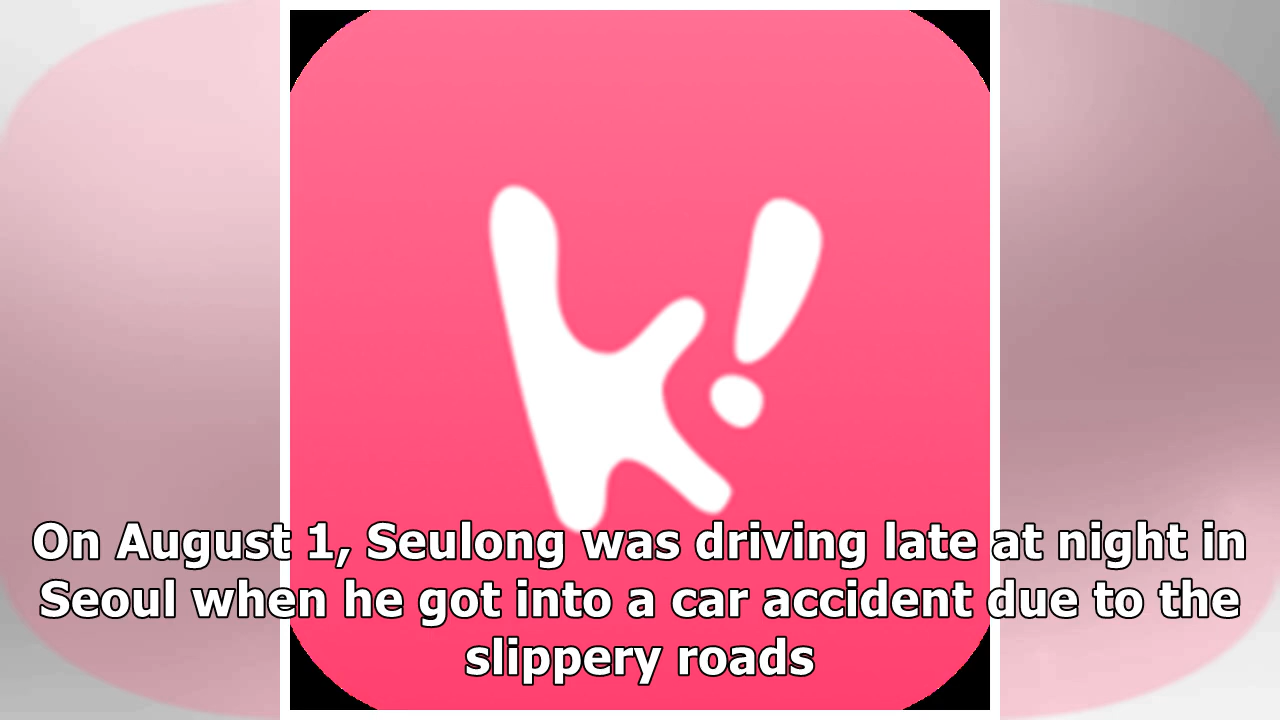 k!
On August 1, Seulong was driving late at night in
Seoul when he got into a car accident due to the
slippery roads